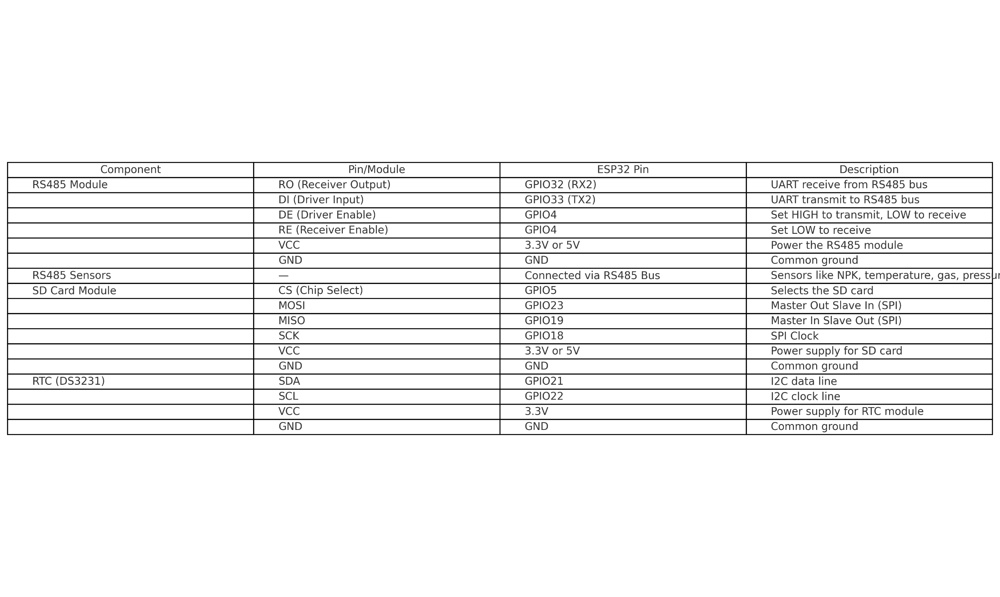 Component Pin/Module ESP32 Pin Description
RS485 Module RO (Receiver Output) GPIO32 (RX2) UART receive from RS485 bus
DI (Driver Input) GPIO33 (TX2) UART transmit to RS485 bus
DE (Driver Enable) GPIO4 Set HIGH to transmit, LOW to receive
RE (Receiver Enable) GPIO4 Set LOW to receive
VCC 3.3V or 5V Power the RS485 module
GND GND Common ground
RS485 Sensors — Connected via RS485 Bus Sensors like NPK, temperature, gas,
SD Card Module CS (Chip Select) GPIO5 Selects the SD card
MOSI GPIO23 Master Out Slave In (SPI)
MISO GPIO19 Master In Slave Out (SPI)
SCK GPIO18 SPI Clock
VCC 3.3V or 5V Power supply for SD card
GND GND Common ground
RTC (DS3231) SDA GPIO21 I2C data line
SCL GPIO22 I2C clock line
VCC 3.3V Power supply for RTC module
GND GND Common ground